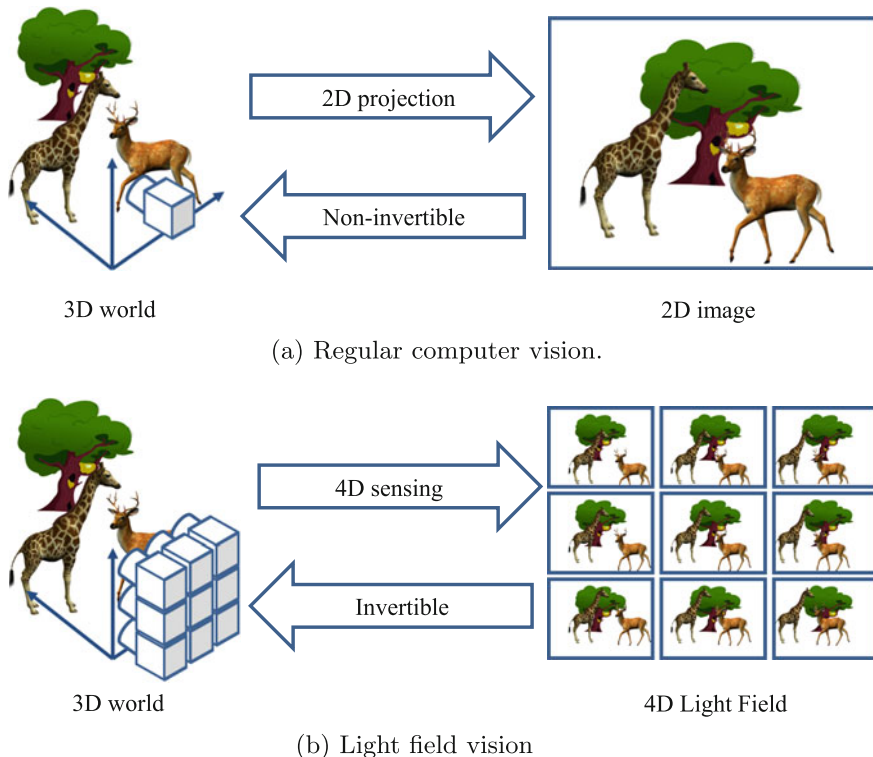 2D projection
Non-invertible
3D world
2D image
(a) Regular computer vision.
4D sensing
Invertible
3D world
4D Light Field
(b) Light field vision